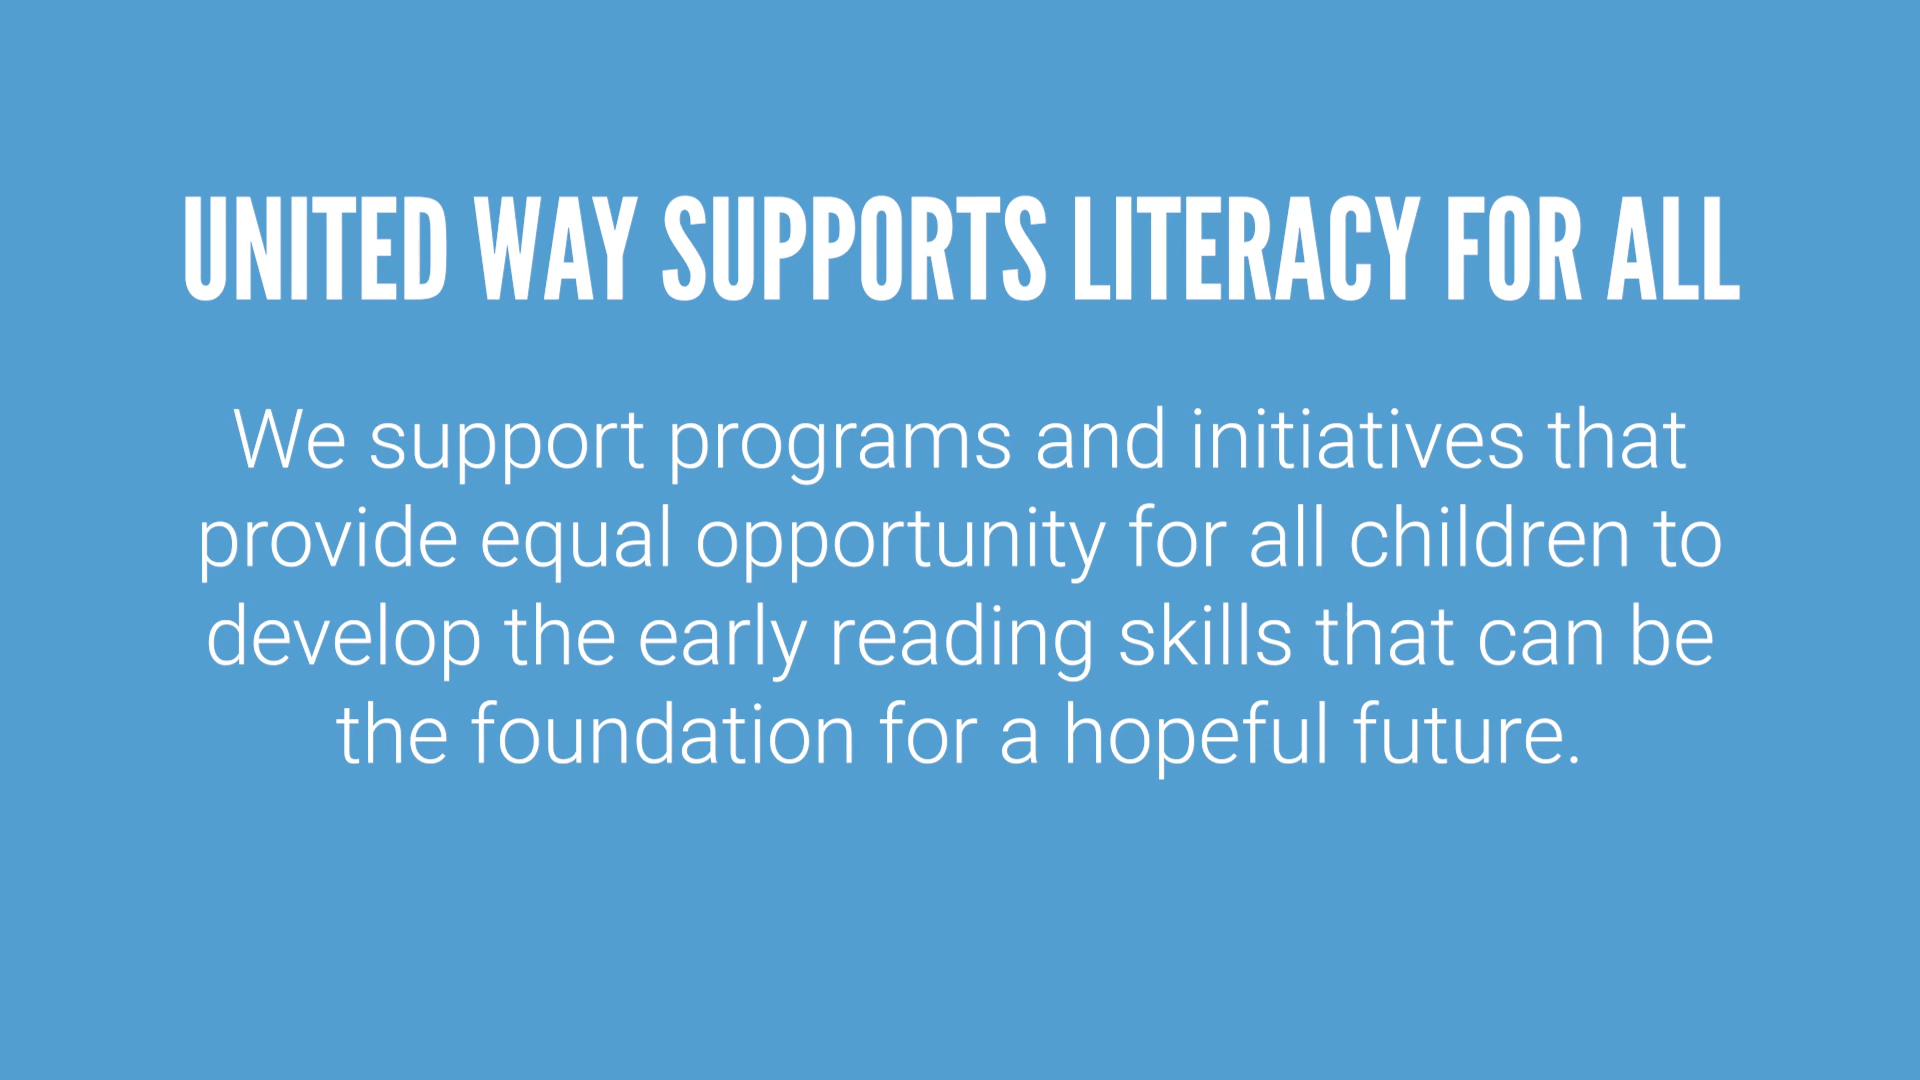 UNITED WAY SUPPORTS LITERACY FOR ALL
We support programs and initiatives that
provide equal opportunity for all children to
develop the early reading skills that can be
the foundation for a hopeful future.